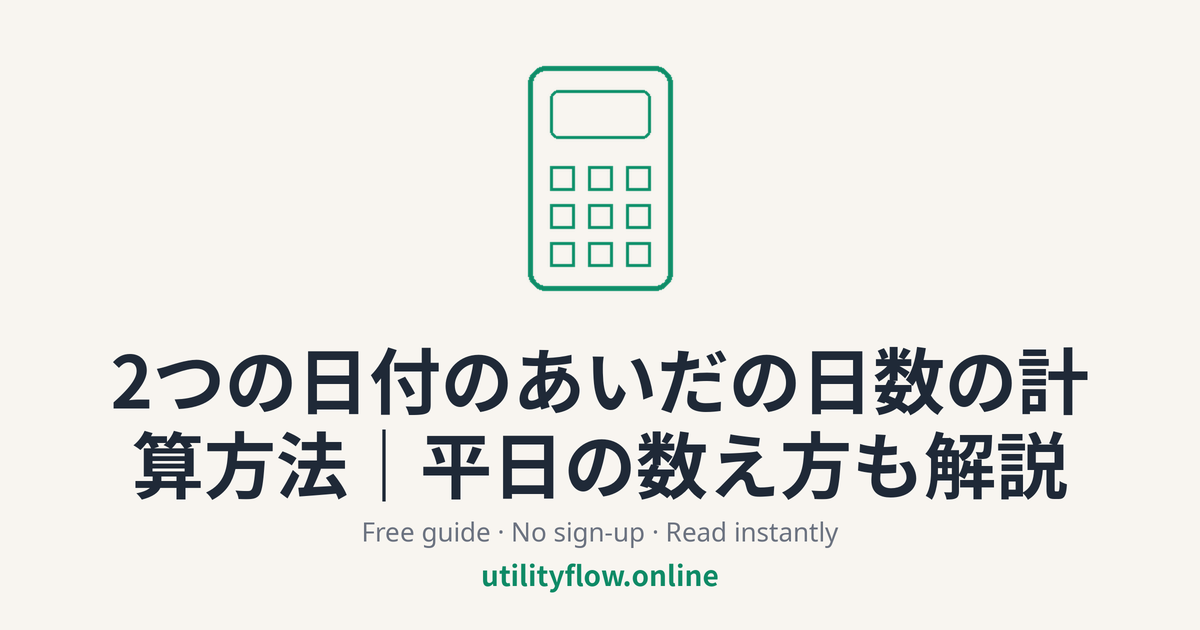 2つの日付のあいだの日数の計
算方法｜平日の数え方も解説
Free guide · No sign-up · Read instantly
utilityflow.online